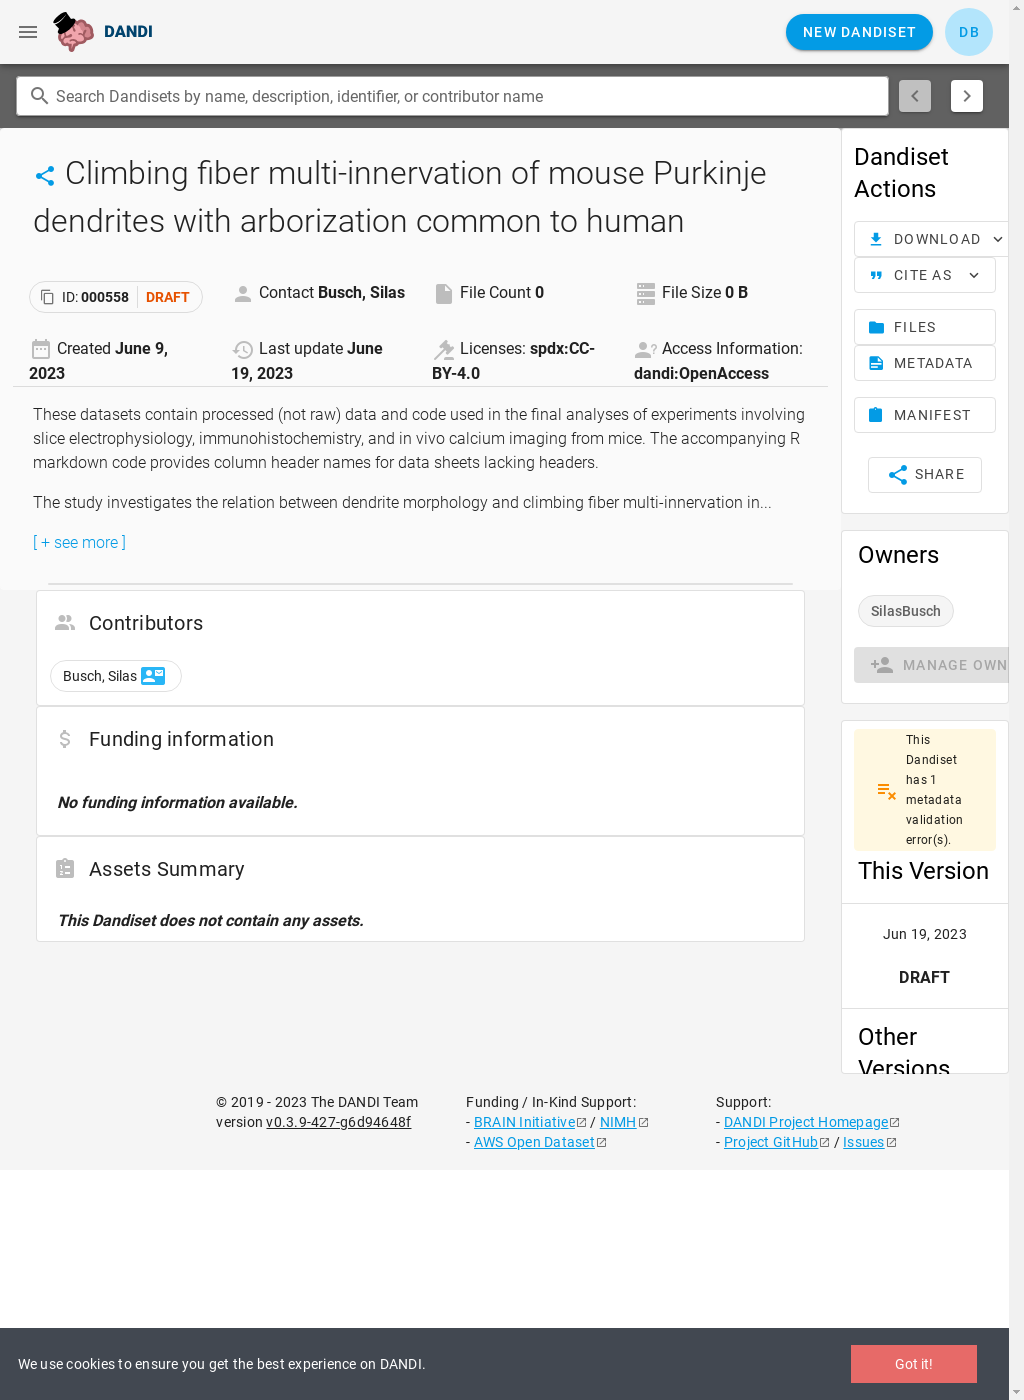 DANDI
NEW DANDISET
DB
Search Dandisets by name, description, identifier, or contributor name
Climbing fiber multi-innervation of mouse Purkinje
dendrites with arborization common to human
ID: 000558 DRAFT
Contact Busch, Silas
File Count 0
File Size 0 B
Created June 9,
2023
Last update June
19, 2023
Licenses: spdx:CC-
BY-4.0
Access Information:
dandi:OpenAccess
These datasets contain processed (not raw) data and code used in the final analyses of experiments involving
slice electrophysiology, immunohistochemistry, and in vivo calcium imaging from mice. The accompanying R
markdown code provides column header names for data sheets lacking headers.
The study investigates the relation between dendrite morphology and climbing fiber multi-innervation in...
[ + see more ]
Contributors
Busch, Silas
Funding information
No funding information available.
Assets Summary
This Dandiset does not contain any assets.
Dandiset
Actions
DOWNLOAD
CITE AS
FILES
METADATA
MANIFEST
SHARE
Owners
SilasBusch
MANAGE OWN
This
Dandiset
has 1
metadata
validation
error(s).
This Version
Jun 19, 2023
DRAFT
Other
Versions
© 2019 - 2023 The DANDI Team
version v0.3.9-427-g6d94648f
Funding / In-Kind Support:
- BRAIN Initiative / NIMH
- AWS Open Dataset
Support:
- DANDI Project Homepage
- Project GitHub / Issues
We use cookies to ensure you get the best experience on DANDI.
Got it!